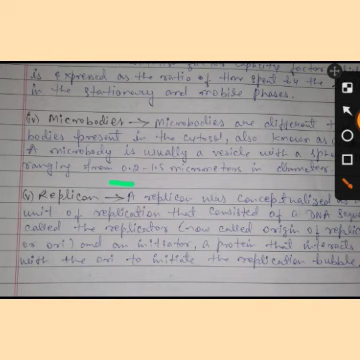 is expressed as the ratio of time spent in the
in the stationary and mobile phases.
(iv) Microbodies → Microbodies are different
bodies present in the cytosol, also known as
A microbody is usually a vesicle with a
ranging from 0.2-1.5 micrometers in diameter
(v) Replicon → A replicon was conceptualized
unit of replication that consisted of a DNA
called the replicator (now called origin of
or ori) and an initiator, a protein that interacts
with the ori to initiate the replication bubble,